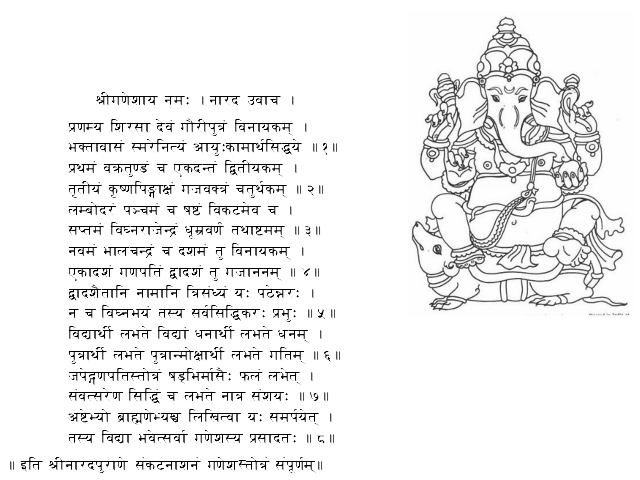 श्रीगणेशाय नमः । नारद उवाच ।
प्रणम्य शिरसा देवं गौरीपुत्रं विनायकम् ।
भक्तावासं स्मरेनित्यं आयुःकामार्थसिद्धये ॥१॥
प्रथमं वक्रतुण्डं च एकदन्तं द्वितीयकम् ।
तृतीयं कृष्णपिङ्गाक्षं गजवक्त्रं चतुर्थकम् ॥२॥
लम्बोदरं पञ्चमं च षष्टं विकटमेव च ।
सप्तमं विघ्नराजेन्द्रं धूम्रवर्णं तथाष्टमम् ॥३॥
नवमं भालचन्द्रं च दशमं तु विनायकम् ।
एकादशं गणपतिं द्वादशं तु गजाननम् ॥ ४॥
द्वादशैतानि नामानि त्रिसंध्यं यः पठेन्नरः ।
न च विघ्नभयं तस्य सर्वसिद्धिकरः प्रभुः ॥५॥
विद्यार्थी लभते विद्यां धनार्थी लभते धनम् ।
पुत्रार्थी लभते पुत्रान्मोक्षार्थी लभते गतिम् ॥६॥
जपेद्गणपतिस्तोत्रं षड्भिर्मासैः फलं लभेत् ।
संवत्सरेण सिद्धिं च लभते नात्र संशयः ॥ ७॥
अष्टेभ्यो ब्राह्मणेभ्यश्च लिखित्वा यः समर्पयेत् ।
तस्य विद्या भवेत्सर्वा गणेशस्य प्रसादतः ॥८॥
॥ इति श्रीनारदपुराणे संकटनाशनं गणेशस्तोत्रं संपूर्णम्॥